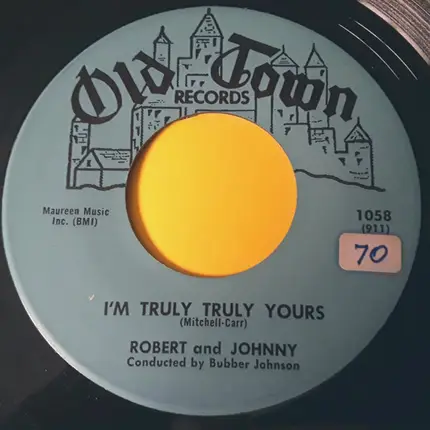 Old Town
RECORDS
Maureen Music
Inc. (BMI)
1058
(911)
70
I'M TRULY TRULY YOURS
(Mitchell-Carr)
ROBERT and JOHNNY
Conducted by Bubber Johnson